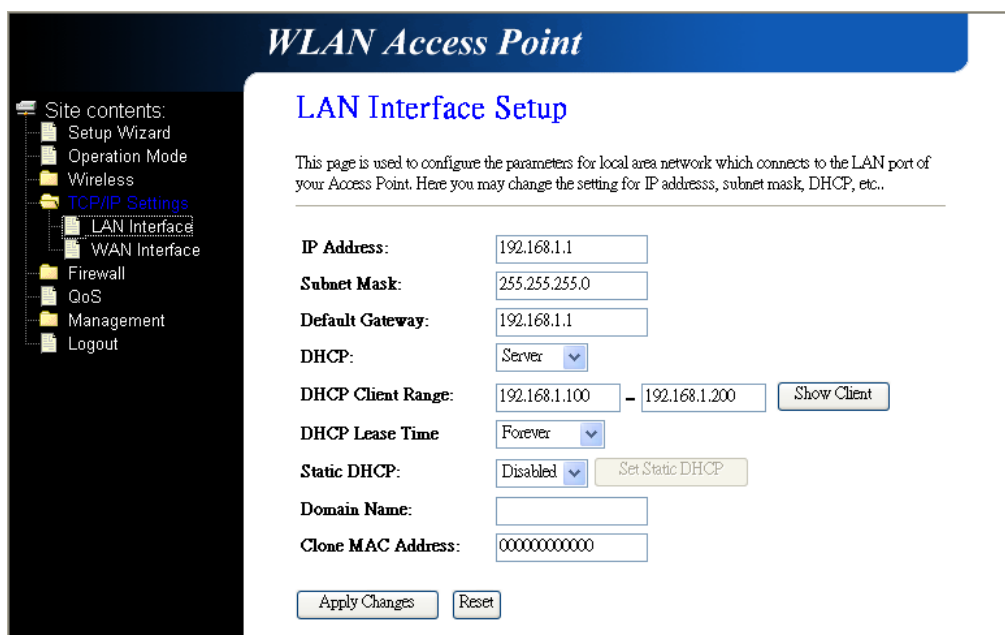 WLAN Access Point
Site contents:
Setup Wizard
Operation Mode
Wireless
TCP/IP Settings
LAN Interface
WAN Interface
Firewall
QoS
Management
Logout
LAN Interface Setup
This page is used to configure the parameters for local area network which connects to the LAN port of
your Access Point. Here you may change the setting for IP addresss, subnet mask, DHCP, etc..
IP Address: 192.168.1.1
Subnet Mask: 255.255.255.0
Default Gateway: 192.168.1.1
DHCP: Server
DHCP Client Range: 192.168.1.100 – 192.168.1.200 Show Client
DHCP Lease Time Forever
Static DHCP: Disabled Set Static DHCP
Domain Name:
Clone MAC Address: 000000000000
Apply Changes Reset